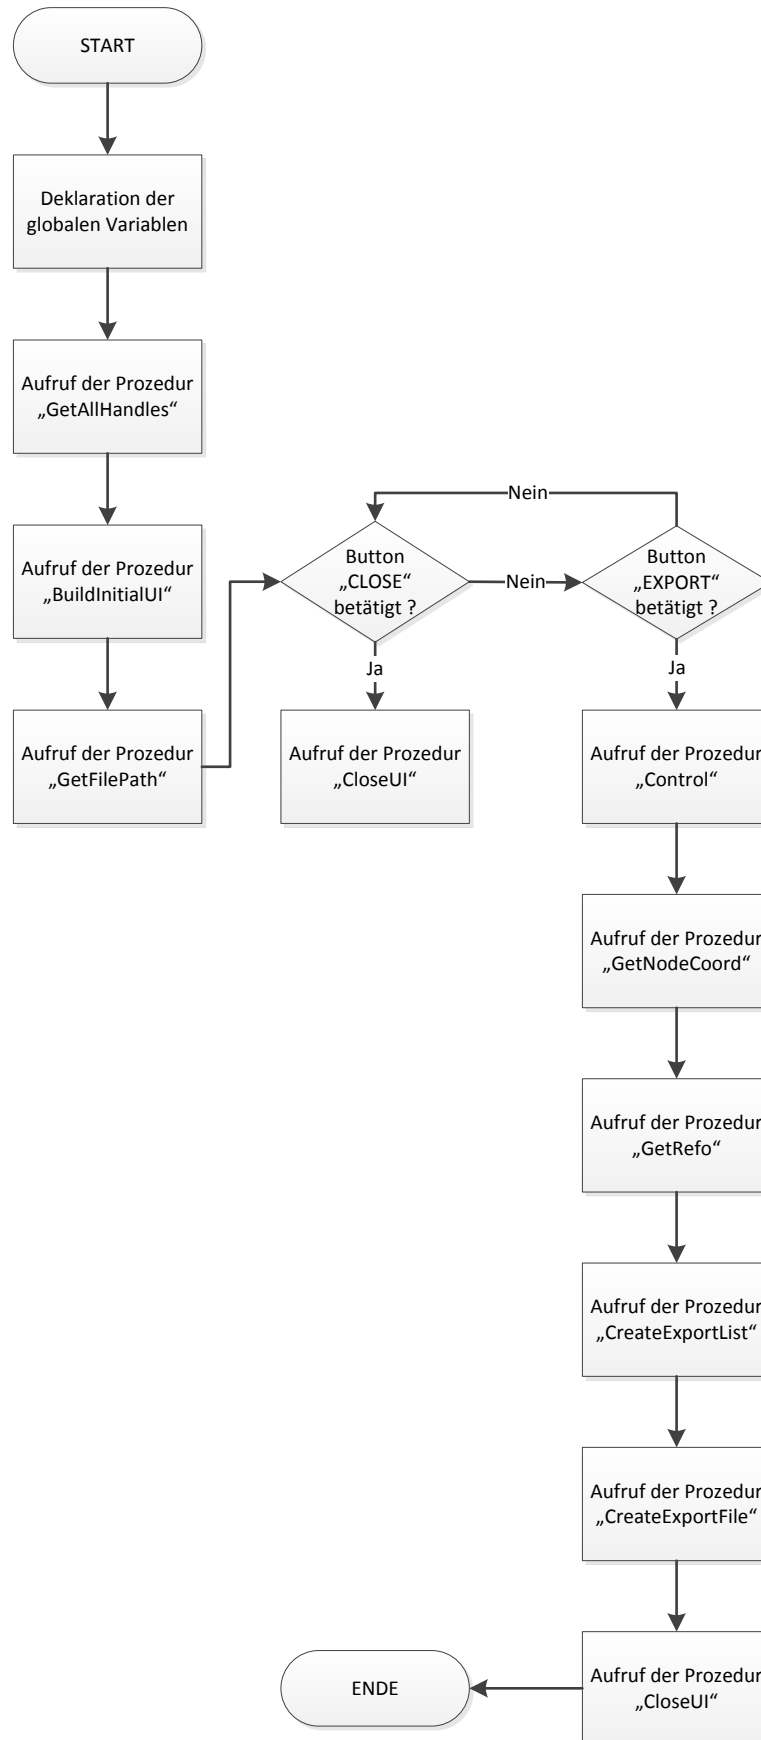 START
Deklaration der
globalen Variablen
Aufruf der Prozedur
„GetAllHandles“
Aufruf der Prozedur
„BuildInitialUI“
Aufruf der Prozedur
„GetFilePath“
Nein
Button
„CLOSE“
betätigt ?
Nein
Button
„EXPORT“
betätigt ?
Ja
Ja
Aufruf der Prozedur
„CloseUI“
Aufruf der Prozedur
„Control“
Aufruf der Prozedur
„GetNodeCoord“
Aufruf der Prozedur
„GetRefo“
Aufruf der Prozedur
„CreateExportList“
Aufruf der Prozedur
„CreateExportFile“
Aufruf der Prozedur
„CloseUI“
ENDE